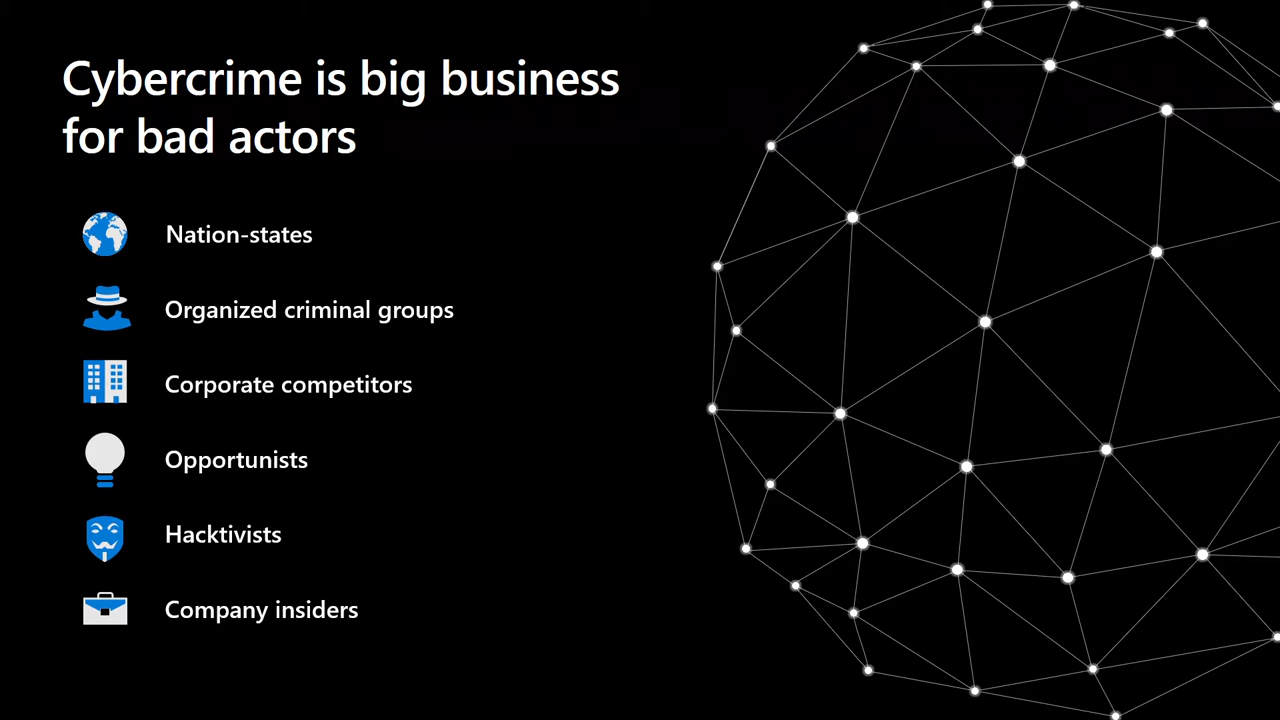 Cybercrime is big business
for bad actors
Nation-states
Organized criminal groups
Corporate competitors
Opportunists
Hacktivists
Company insiders